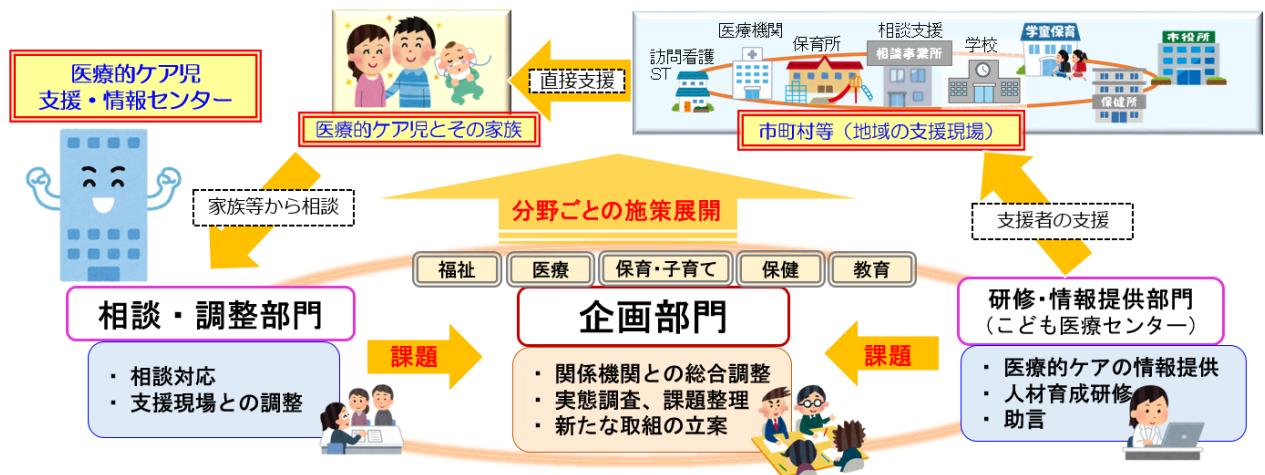 医療的ケア児
支援・情報センター
医療的ケア児とその家族
直接支援
訪問看護
ST
医療機関
保育所
相談支援
相談事業所
学校
学童保育
保健所
市役所
市町村等（地域の支援現場）
家族等から相談
分野ごとの施策展開
支援者の支援
福祉
医療
保育・子育て
保健
教育
相談・調整部門
・ 相談対応
・ 支援現場との調整
課題
企画部門
・ 関係機関との総合調整
・ 実態調査、課題整理
・ 新たな取組の立案
課題
研修・情報提供部門
（こども医療センター）
・ 医療的ケアの情報提供
・ 人材育成研修
・ 助言